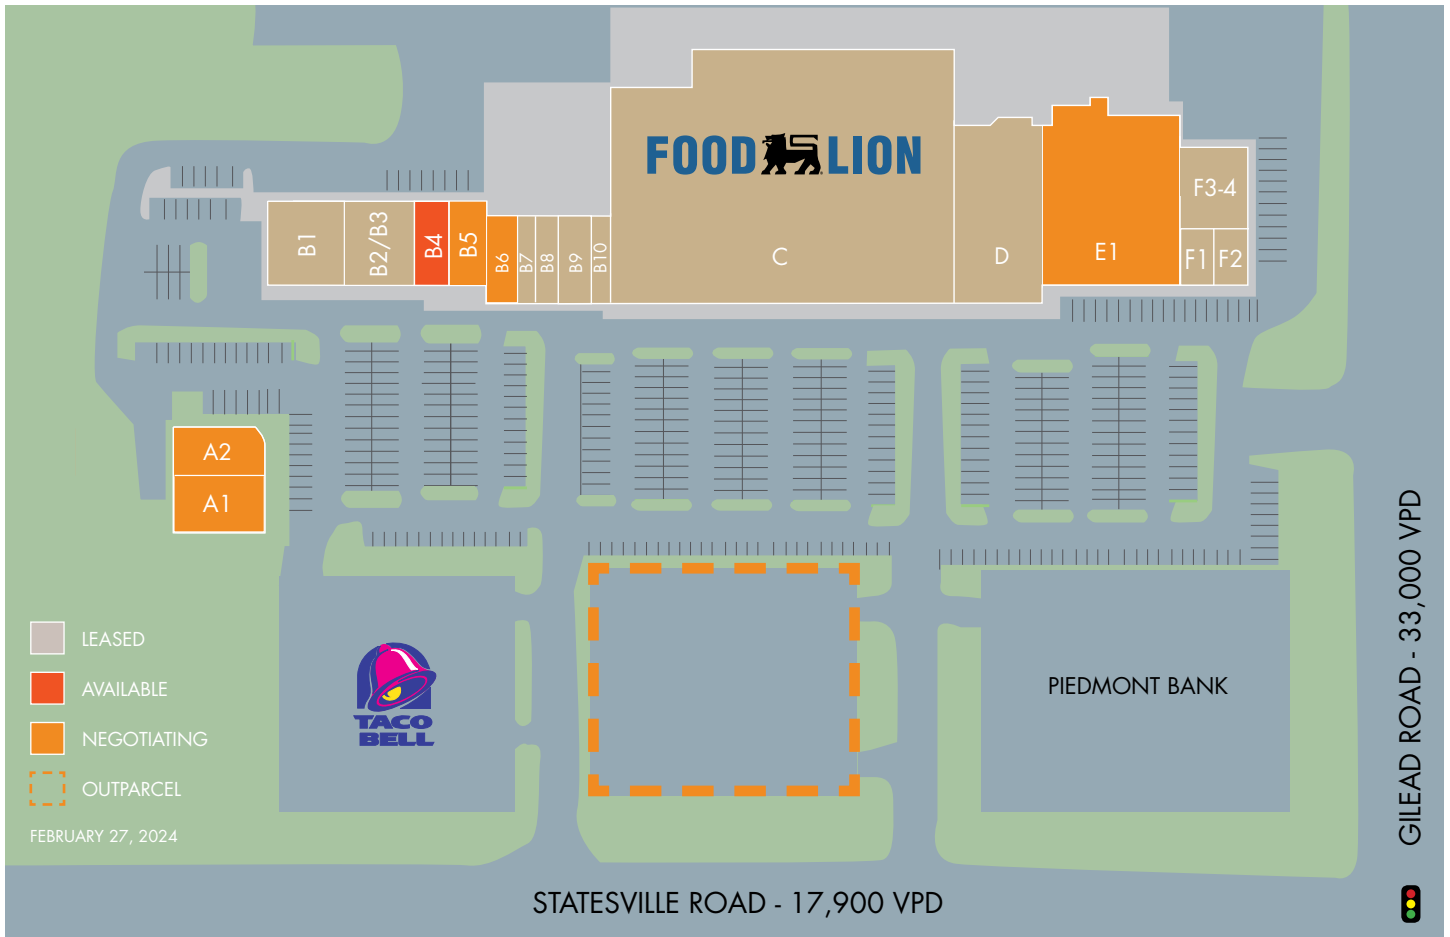 FOOD LION
B1
B2/B3
B4
B5
B6
B7
B8
B9
B10
C
D
E1
F3-4
F1
F2
A2
A1
LEASED
AVAILABLE
NEGOTIATING
OUTPARCEL
FEBRUARY 27, 2024
TACO
BELL
PIEDMONT BANK
STATESVILLE ROAD - 17,900 VPD
GILEAD ROAD - 33,000 VPD